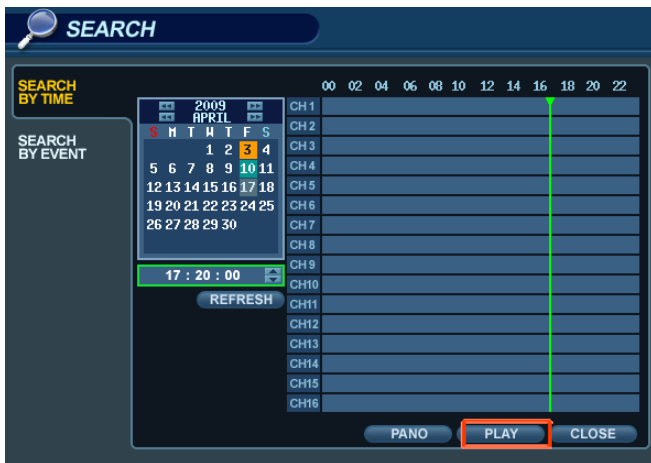 SEARCH
SEARCH
BY TIME
SEARCH
BY EVENT
2009
APRIL
S M T W T F S
1 2 3 4
5 6 7 8 9 10 11
12 13 14 15 16 17 18
19 20 21 22 23 24 25
26 27 28 29 30
17 : 20 : 00
REFRESH
00 02 04 06 08 10 12 14 16 18 20 22
CH 1
CH 2
CH 3
CH 4
CH 5
CH 6
CH 7
CH 8
CH 9
CH10
CH11
CH12
CH13
CH14
CH15
CH16
PANO PLAY CLOSE